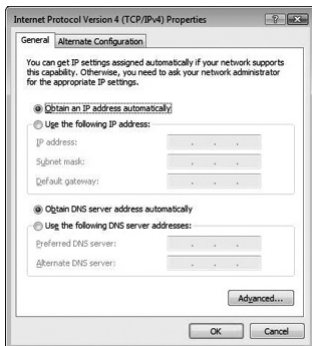 Internet Protocol Version 4 (TCP/IPv4) Properties
General
Alternate Configuration
You can get IP settings assigned automatically if your network supports
this capability. Otherwise, you need to ask your network administrator
for the appropriate IP settings.
Obtain an IP address automatically
Use the following IP address:
IP address:
Subnet mask:
Default gateway:
Obtain DNS server address automatically
Use the following DNS server addresses:
Preferred DNS server:
Alternate DNS server:
Advanced...
OK
Cancel